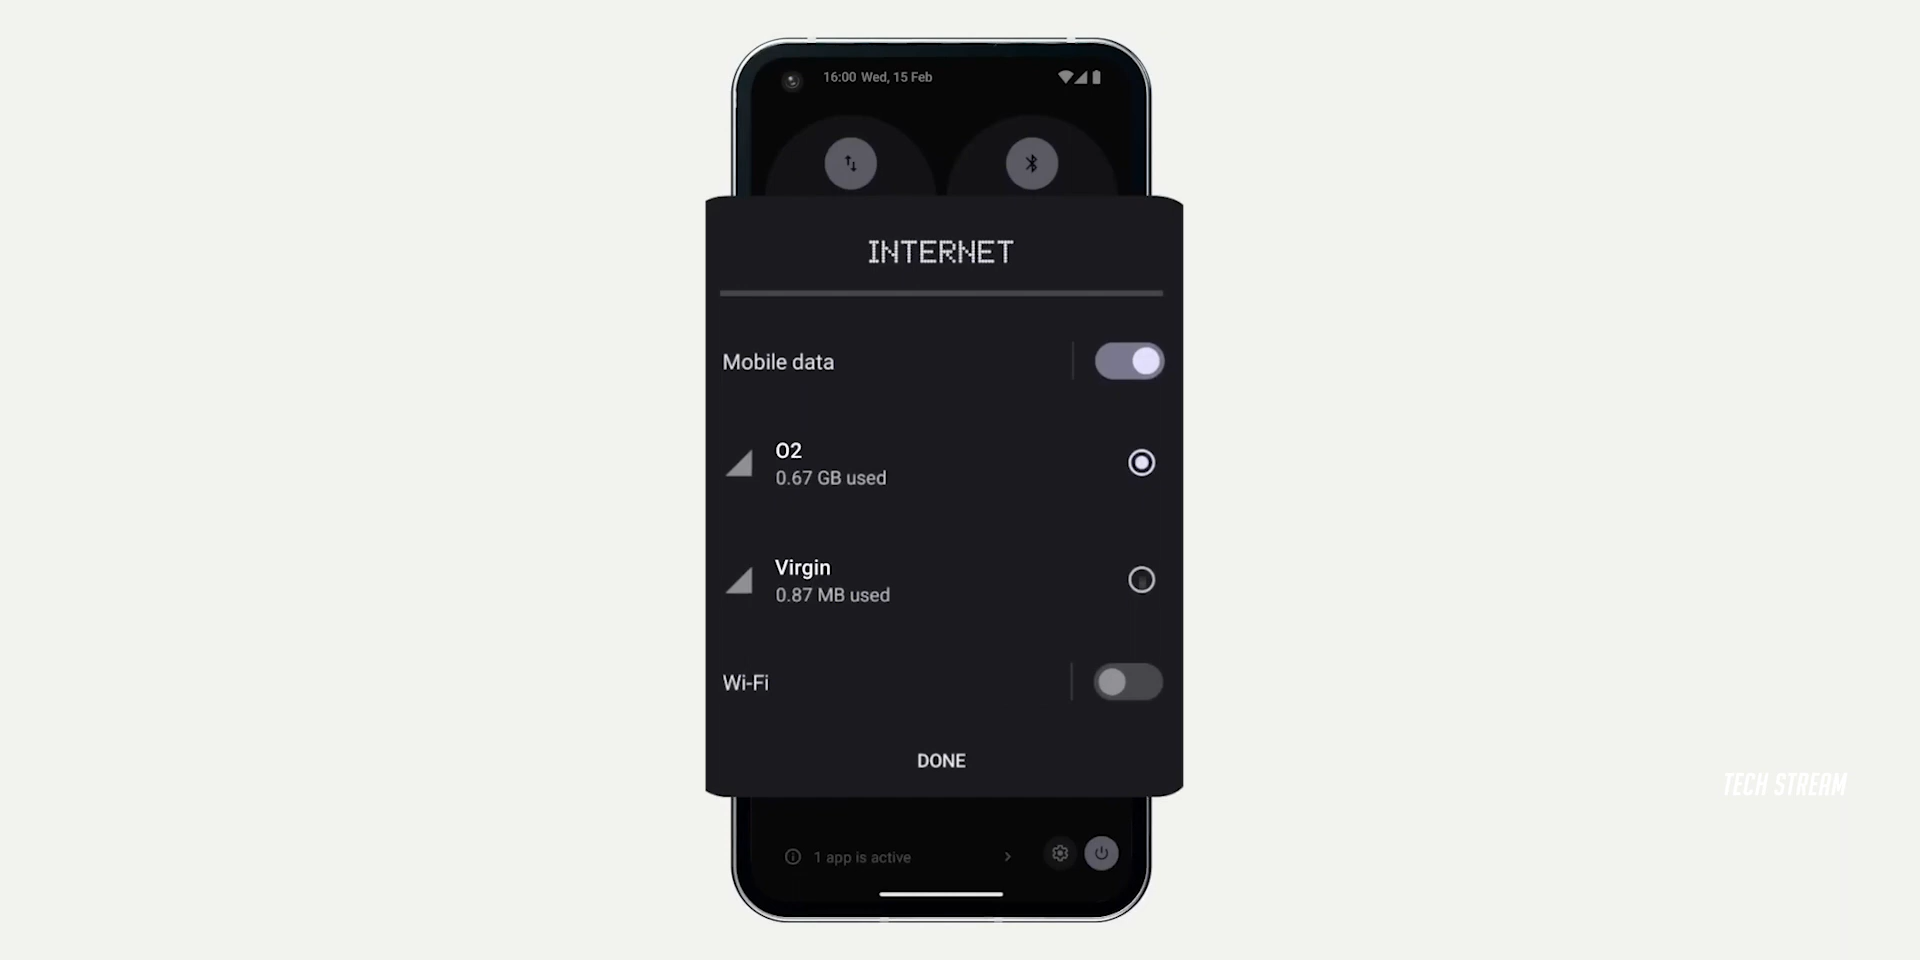 16:00 Wed, 15 Feb
INTERNET
Mobile data
O2
0.67 GB used
Virgin
0.87 MB used
Wi-Fi
DONE
TECH STREAM
1 app is active